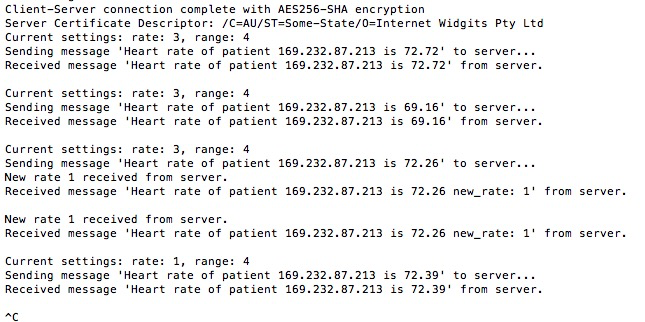 Client-Server connection complete with AES256-SHA encryption
Server Certificate Descriptor: /C=AU/ST=Some-State/O=Internet Widgits Pty Ltd
Current settings: rate: 3, range: 4
Sending message 'Heart rate of patient 169.232.87.213 is 72.72' to server...
Received message 'Heart rate of patient 169.232.87.213 is 72.72' from server.
Current settings: rate: 3, range: 4
Sending message 'Heart rate of patient 169.232.87.213 is 69.16' to server...
Received message 'Heart rate of patient 169.232.87.213 is 69.16' from server.
Current settings: rate: 3, range: 4
Sending message 'Heart rate of patient 169.232.87.213 is 72.26' to server...
New rate 1 received from server.
Received message 'Heart rate of patient 169.232.87.213 is 72.26 new_rate: 1' from server.
New rate 1 received from server.
Received message 'Heart rate of patient 169.232.87.213 is 72.26 new_rate: 1' from server.
Current settings: rate: 1, range: 4
Sending message 'Heart rate of patient 169.232.87.213 is 72.39' to server...
Received message 'Heart rate of patient 169.232.87.213 is 72.39' from server.
^C